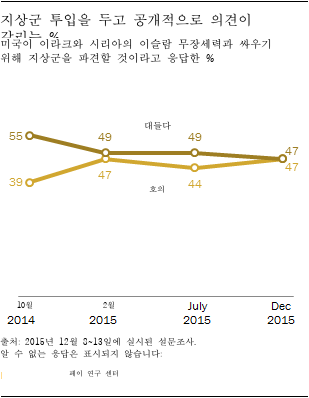 지상군 투입을 두고 공개적으로 의견이
갈리는 %
미국이 이라크와 시리아의 이슬람 무장세력과 싸우기
위해 지상군을 파견할 것이라고 응답한 %
대들다
55
49
49
47
39
47
44
47
호의
10월
2월
July
Dec
2014
2015
2015
2015
출처: 2015년 12월 8~13일에 실시된 설문조사.
알 수 없는 응답은 표시되지 않습니다:
페이 연구 센터